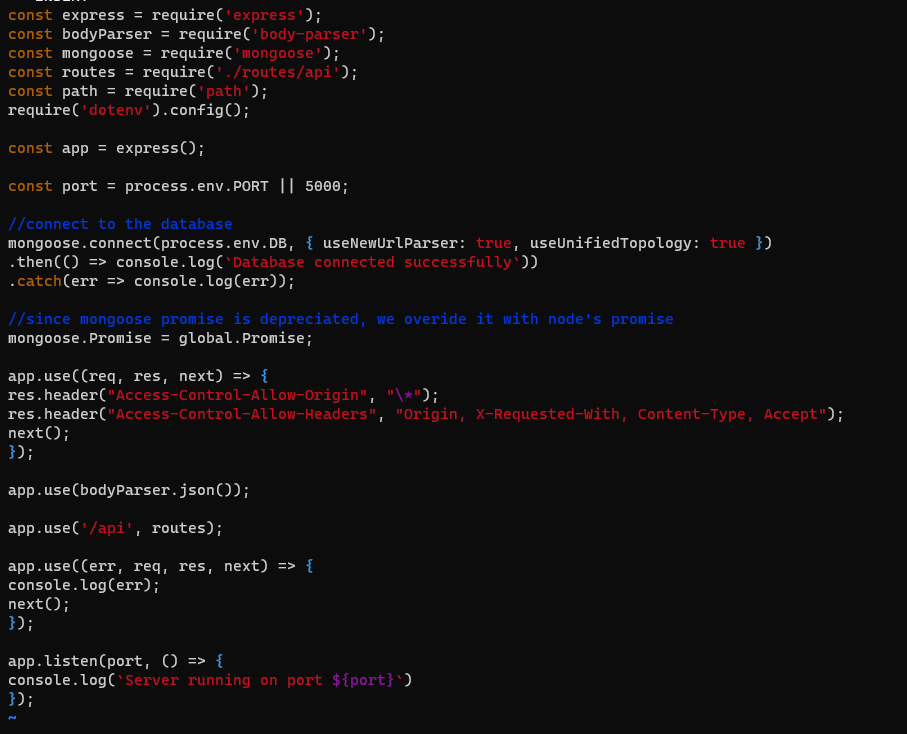 const express = require('express');
const bodyParser = require('body-parser');
const mongoose = require('mongoose');
const routes = require('./routes/api');
const path = require('path');
require('dotenv').config();
const app = express();
const port = process.env.PORT || 5000;
//connect to the database
mongoose.connect(process.env.DB, { useNewUrlParser: true, useUnifiedTopology: true })
.then(() => console.log(`Database connected successfully`))
.catch(err => console.log(err));
//since mongoose promise is depreciated, we overide it with node's promise
mongoose.Promise = global.Promise;
app.use((req, res, next) => {
res.header("Access-Control-Allow-Origin", "\*");
res.header("Access-Control-Allow-Headers", "Origin, X-Requested-With, Content-Type, Accept");
next();
});
app.use(bodyParser.json());
app.use('/api', routes);
app.use((err, req, res, next) => {
console.log(err);
next();
});
app.listen(port, () => {
console.log(`Server running on port ${port}`)
});
~